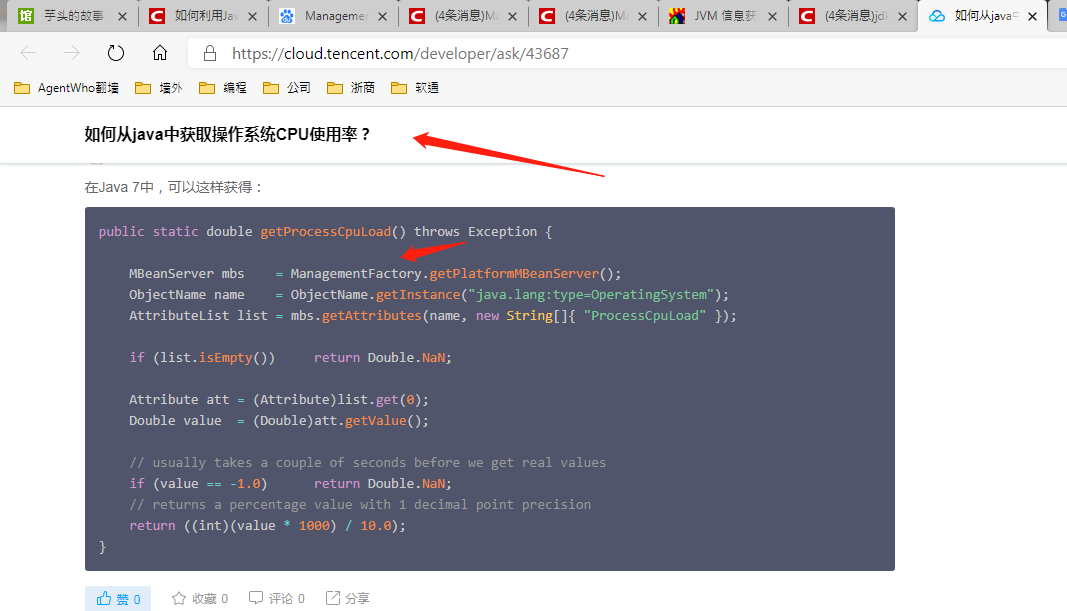 芋头的故事
如何利用Jav
Managemen
(4条消息)Ma
(4条消息)Ma
JVM 信息获
(4条消息)jdk
如何从java中
https://cloud.tencent.com/developer/ask/43687
AgentWho翻墙 墙外 编程 公司 浙商 软通
如何从java中获取操作系统CPU使用率？
在Java 7中，可以这样获得：
public static double getProcessCpuLoad() throws Exception {
MBeanServer mbs    = ManagementFactory.getPlatformMBeanServer();
ObjectName name    = ObjectName.getInstance("java.lang:type=OperatingSystem");
AttributeList list = mbs.getAttributes(name, new String[]{ "ProcessCpuLoad" });
if (list.isEmpty())     return Double.NaN;
Attribute att = (Attribute)list.get(0);
Double value  = (Double)att.getValue();
// usually takes a couple of seconds before we get real values
if (value == -1.0)      return Double.NaN;
// returns a percentage value with 1 decimal point precision
return ((int)(value * 1000) / 10.0);
}
赞 0 收藏 0 评论 0 分享